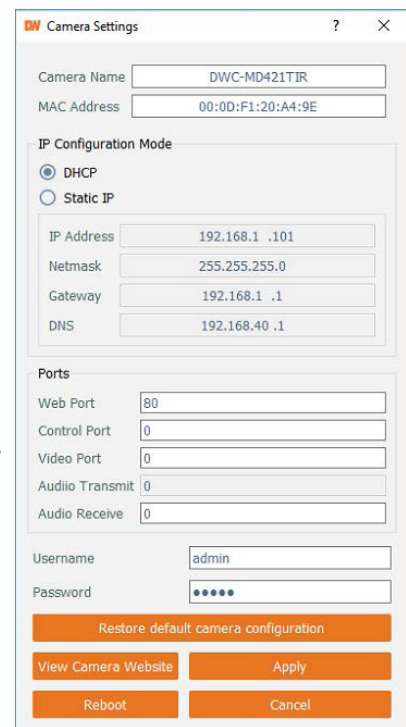 DW Camera Settings ? ×
Camera Name DWC-MD421TIR
MAC Address 00:0D:F1:20:A4:9E
IP Configuration Mode
DHCP
Static IP
IP Address 192.168.1 .101
Netmask 255.255.255.0
Gateway 192.168.1 .1
DNS 192.168.40 .1
Ports
Web Port 80
Control Port 0
Video Port 0
Audiio Transmit 0
Audio Receive 0
Username admin
Password ●●●●●
Restore default camera configuration
View Camera Website Apply
Reboot Cancel